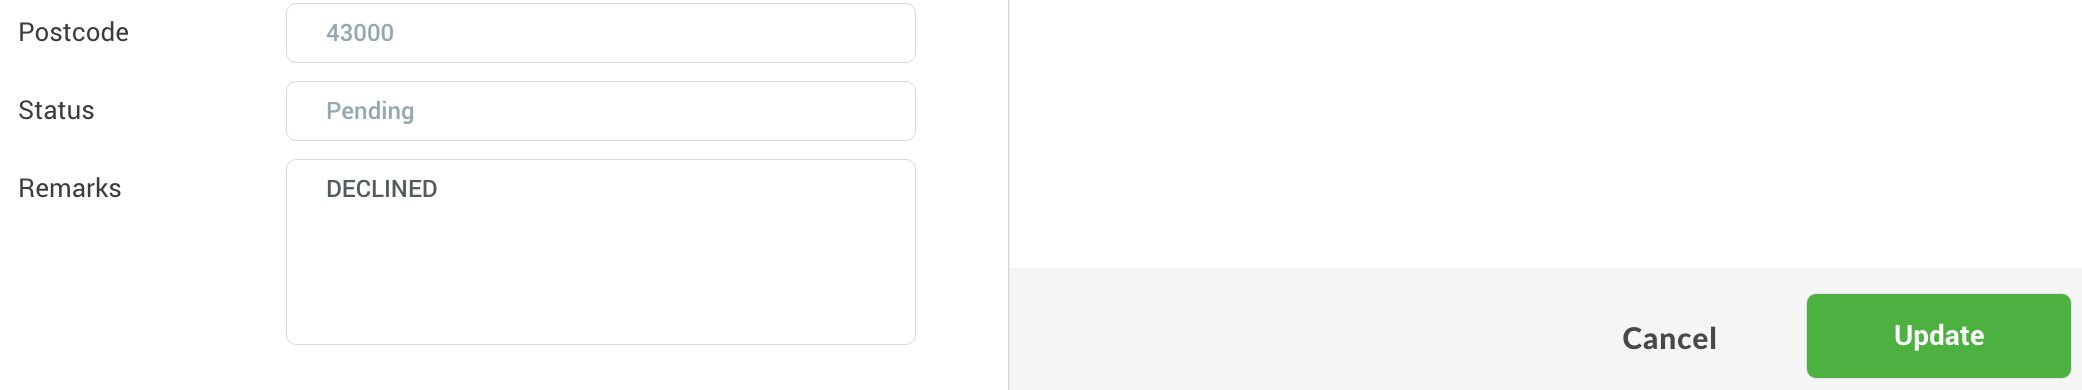 Postcode
43000
Status
Pending
Remarks
DECLINED
Cancel
Update